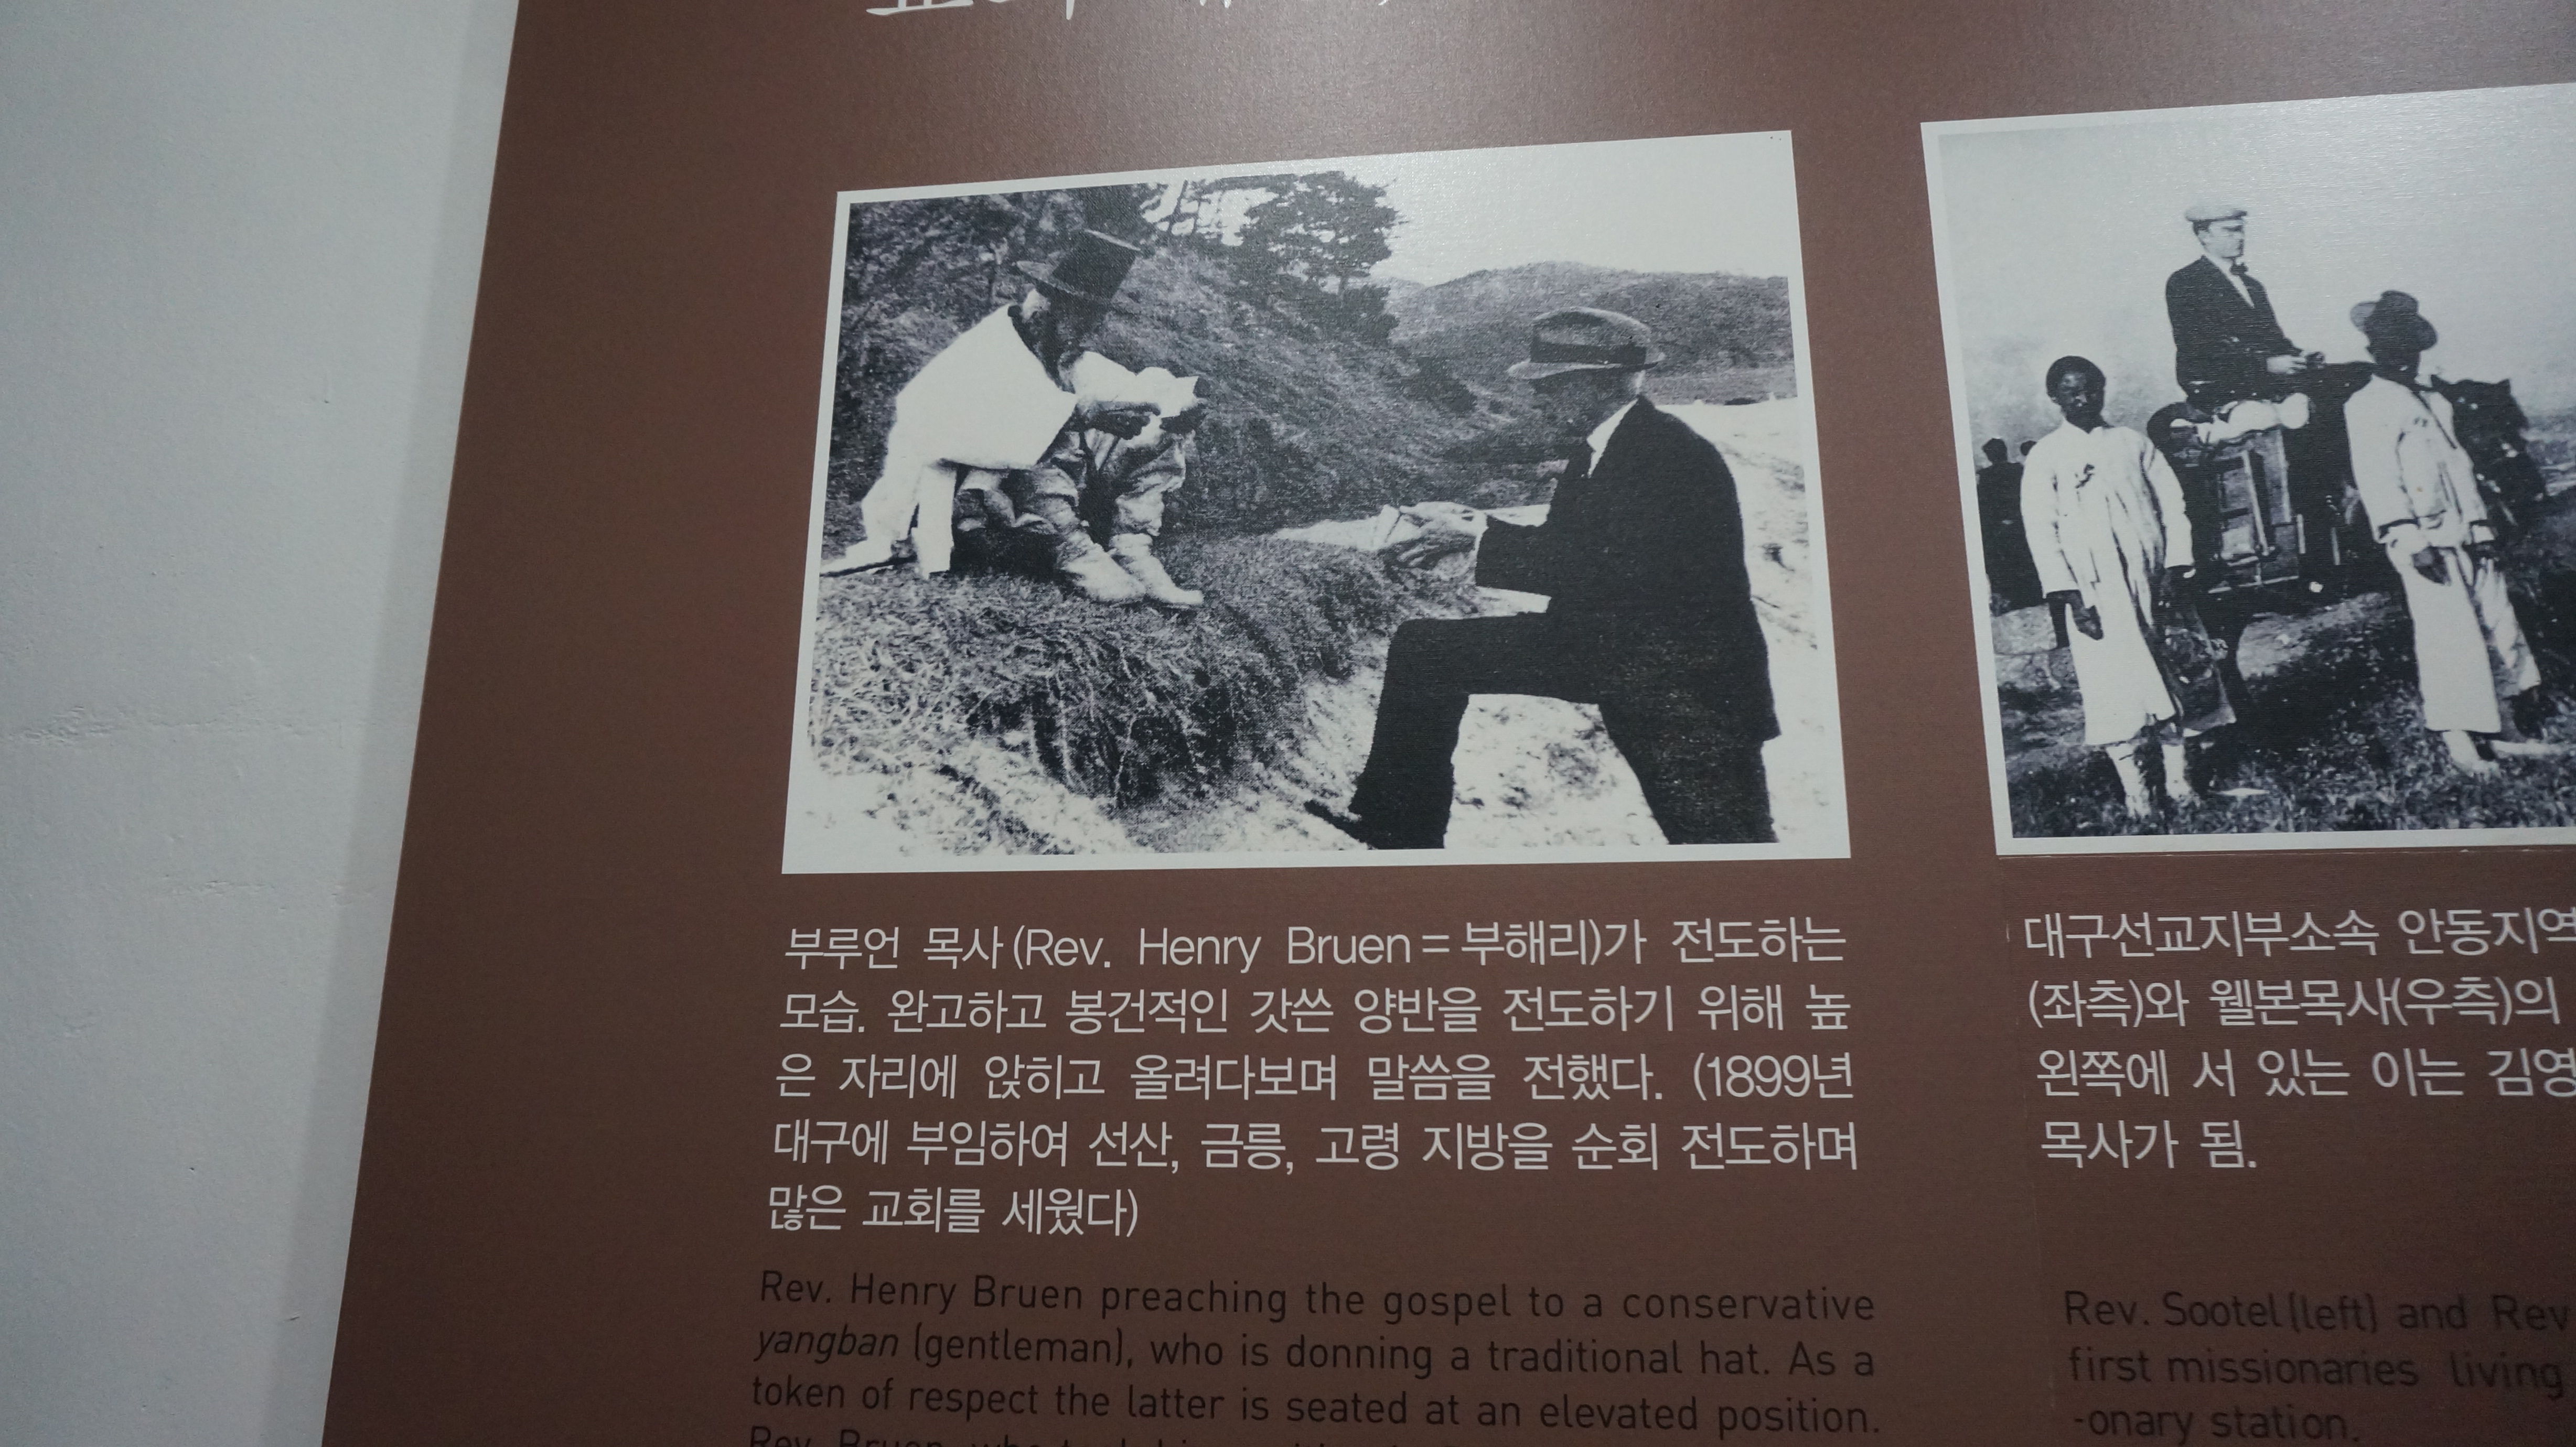 부루언 목사(Rev. Henry Bruen=부해리)가 전도하는
모습. 완고하고 봉건적인 갓쓴 양반을 전도하기 위해 높
은 자리에 앉히고 올려다보며 말씀을 전했다. (1899년
대구에 부임하여 선산, 금릉, 고령 지방을 순회 전도하며
많은 교회를 세웠다)
Rev. Henry Bruen preaching the gospel to a conservative
yangban (gentleman), who is donning a traditional hat. As a
token of respect the latter is seated at an elevated position.
Rev. Bruen, who
대구선교지부소속 안동지역
(좌측)와 웰본목사(우측)의
왼쪽에 서 있는 이는 김영
목사가 됨.
Rev. Sootel(left) and Rev
first missionaries living
-onary station.